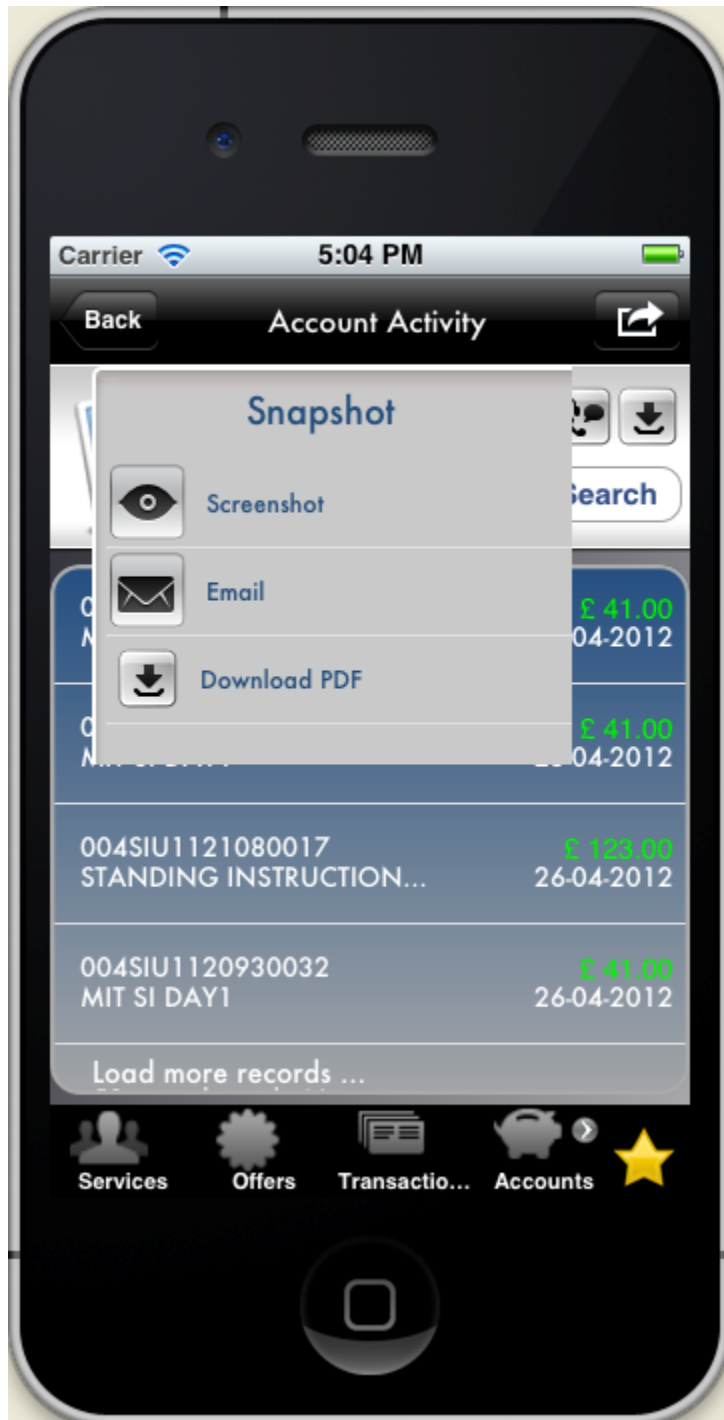 Carrier 5:04 PM
Back Account Activity
Snapshot
Search
Screenshot
Email
£ 41.00
04-2012
Download PDF
£ 41.00
04-2012
004SIU1121080017 £ 123.00
STANDING INSTRUCTION... 26-04-2012
004SIU1120930032 £ 41.00
MIT SI DAY1 26-04-2012
Load more records ...
Services Offers Transactio... Accounts